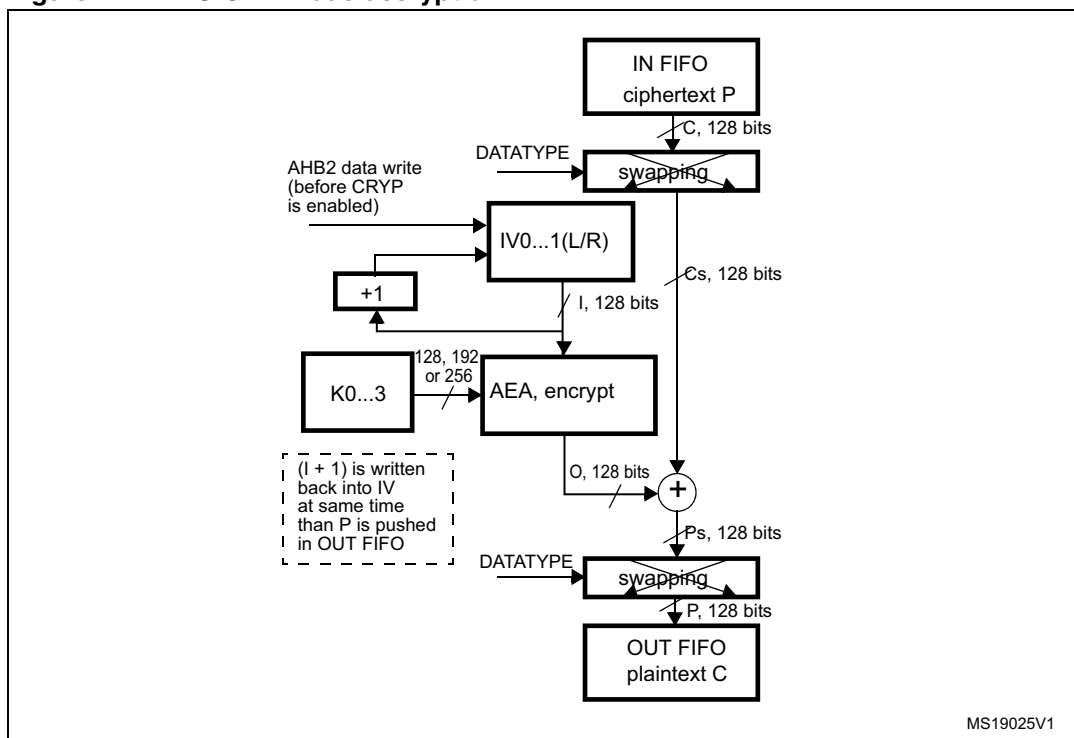 IN FIFO
ciphertext P
C, 128 bits
DATATYPE
swapping
AHB2 data write
(before CRYP
is enabled)
IV0...1(L/R)
Cs, 128 bits
+1
I, 128 bits
128, 192
or 256
K0...3
AEA, encrypt
(I + 1) is written
back into IV
at same time
than P is pushed
in OUT FIFO
O, 128 bits
+
Ps, 128 bits
DATATYPE
swapping
P, 128 bits
OUT FIFO
plaintext C
MS19025V1